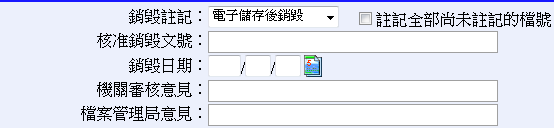 銷毀註記： 電子儲存後銷毀 註記全部尚未註記的檔號
核准銷毀文號：
銷毀日期： / /
機關審核意見：
檔案管理局意見：